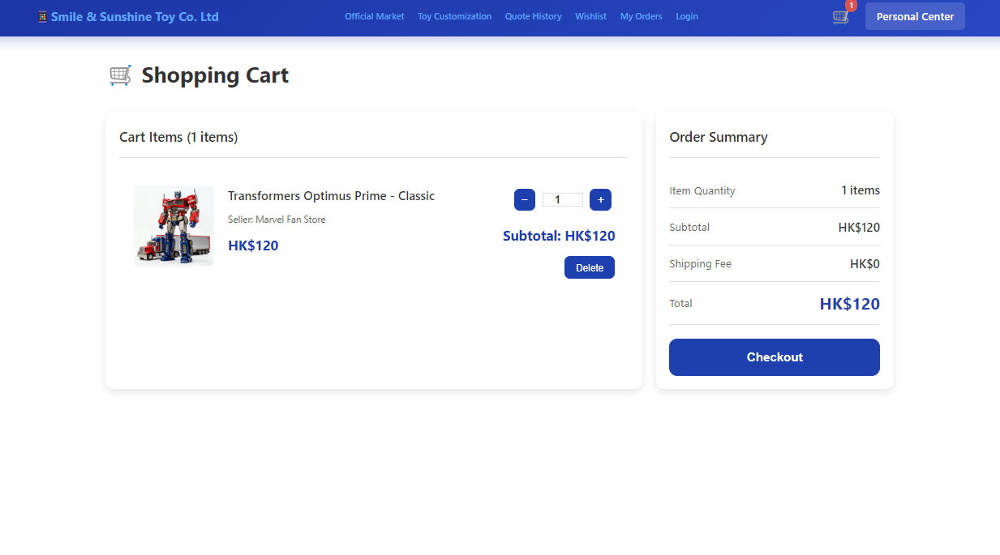 Smile & Sunshine Toy Co. Ltd
Official Market Toy Customization Quote History Wishlist My Orders Login
1
Personal Center
Shopping Cart
Cart Items (1 items)
Transformers Optimus Prime - Classic
Seller: Marvel Fan Store
HK$120
− 1 +
Subtotal: HK$120
Delete
Order Summary
Item Quantity 1 items
Subtotal HK$120
Shipping Fee HK$0
Total HK$120
Checkout